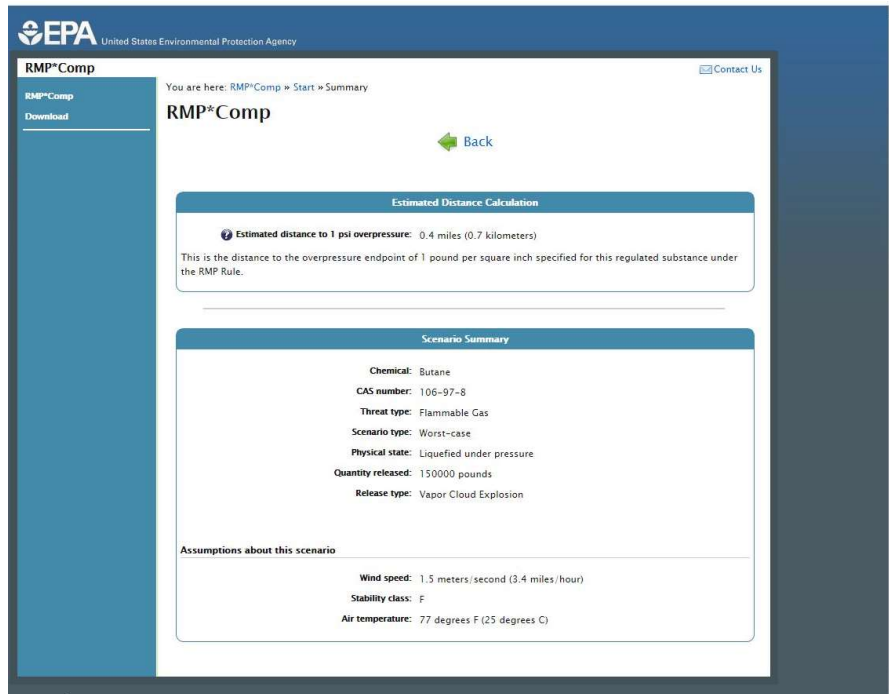 EPA United States Environmental Protection Agency
RMP*Comp
Contact Us
RMP*Comp
Download
You are here: RMP*Comp » Start » Summary
RMP*Comp
Back
Estimated Distance Calculation
Estimated distance to 1 psi overpressure: 0.4 miles (0.7 kilometers)
This is the distance to the overpressure endpoint of 1 pound per square inch specified for this regulated substance under
the RMP Rule.
Scenario Summary
Chemical: Butane
CAS number: 106-97-8
Threat type: Flammable Gas
Scenario type: Worst-case
Physical state: Liquefied under pressure
Quantity released: 150000 pounds
Release type: Vapor Cloud Explosion
Assumptions about this scenario
Wind speed: 1.5 meters/second (3.4 miles/hour)
Stability class: F
Air temperature: 77 degrees F (25 degrees C)